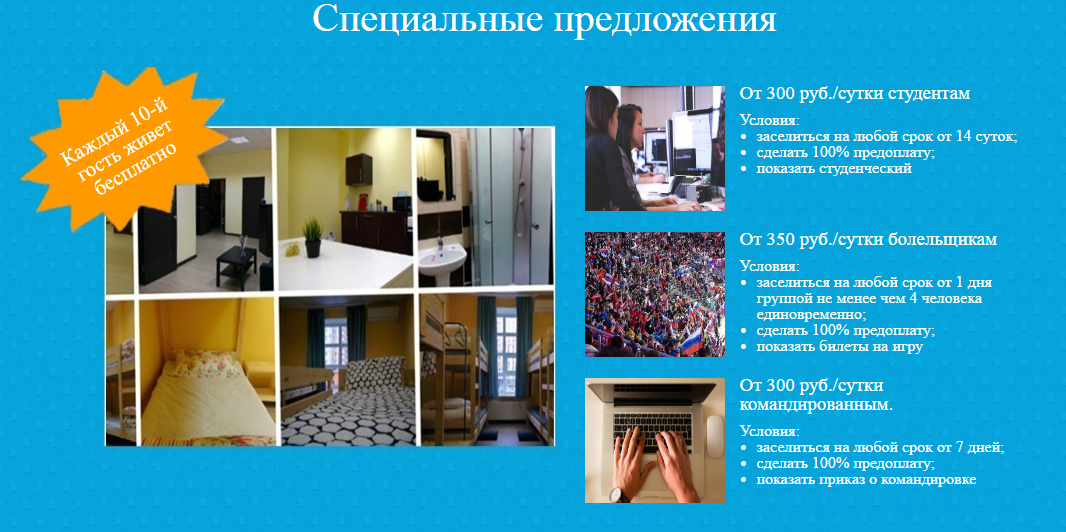 Специальные предложения
Каждый 10-й
гость живет
бесплатно
От 300 руб./сутки студентам
Условия:
• заселиться на любой срок от 14 суток;
• сделать 100% предоплату;
• показать студенческий
От 350 руб./сутки болельщикам
Условия:
• заселиться на любой срок от 1 дня
группой не менее чем 4 человека
единовременно;
• сделать 100% предоплату;
• показать билеты на игру
От 300 руб./сутки
командированным.
Условия:
• заселиться на любой срок от 7 дней;
• сделать 100% предоплату;
• показать приказ о командировке